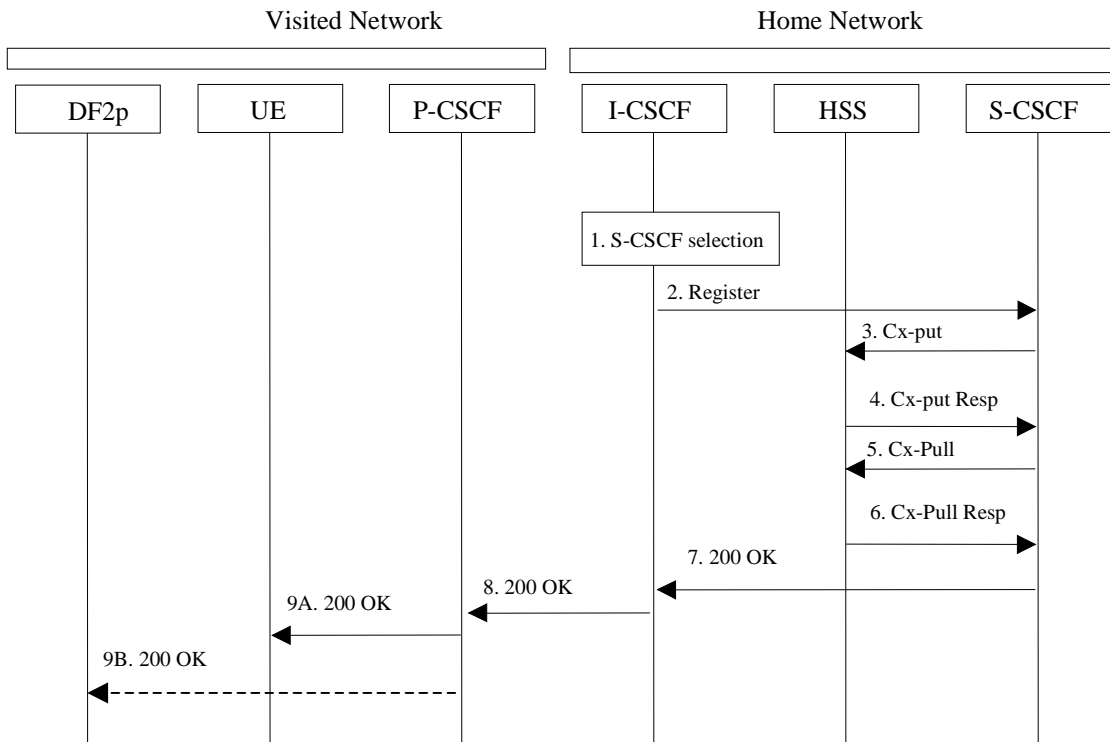 Visited Network
Home Network
DF2p
UE
P-CSCF
I-CSCF
HSS
S-CSCF
1. S-CSCF selection
2. Register
3. Cx-put
4. Cx-put Resp
5. Cx-Pull
6. Cx-Pull Resp
7. 200 OK
8. 200 OK
9A. 200 OK
9B. 200 OK